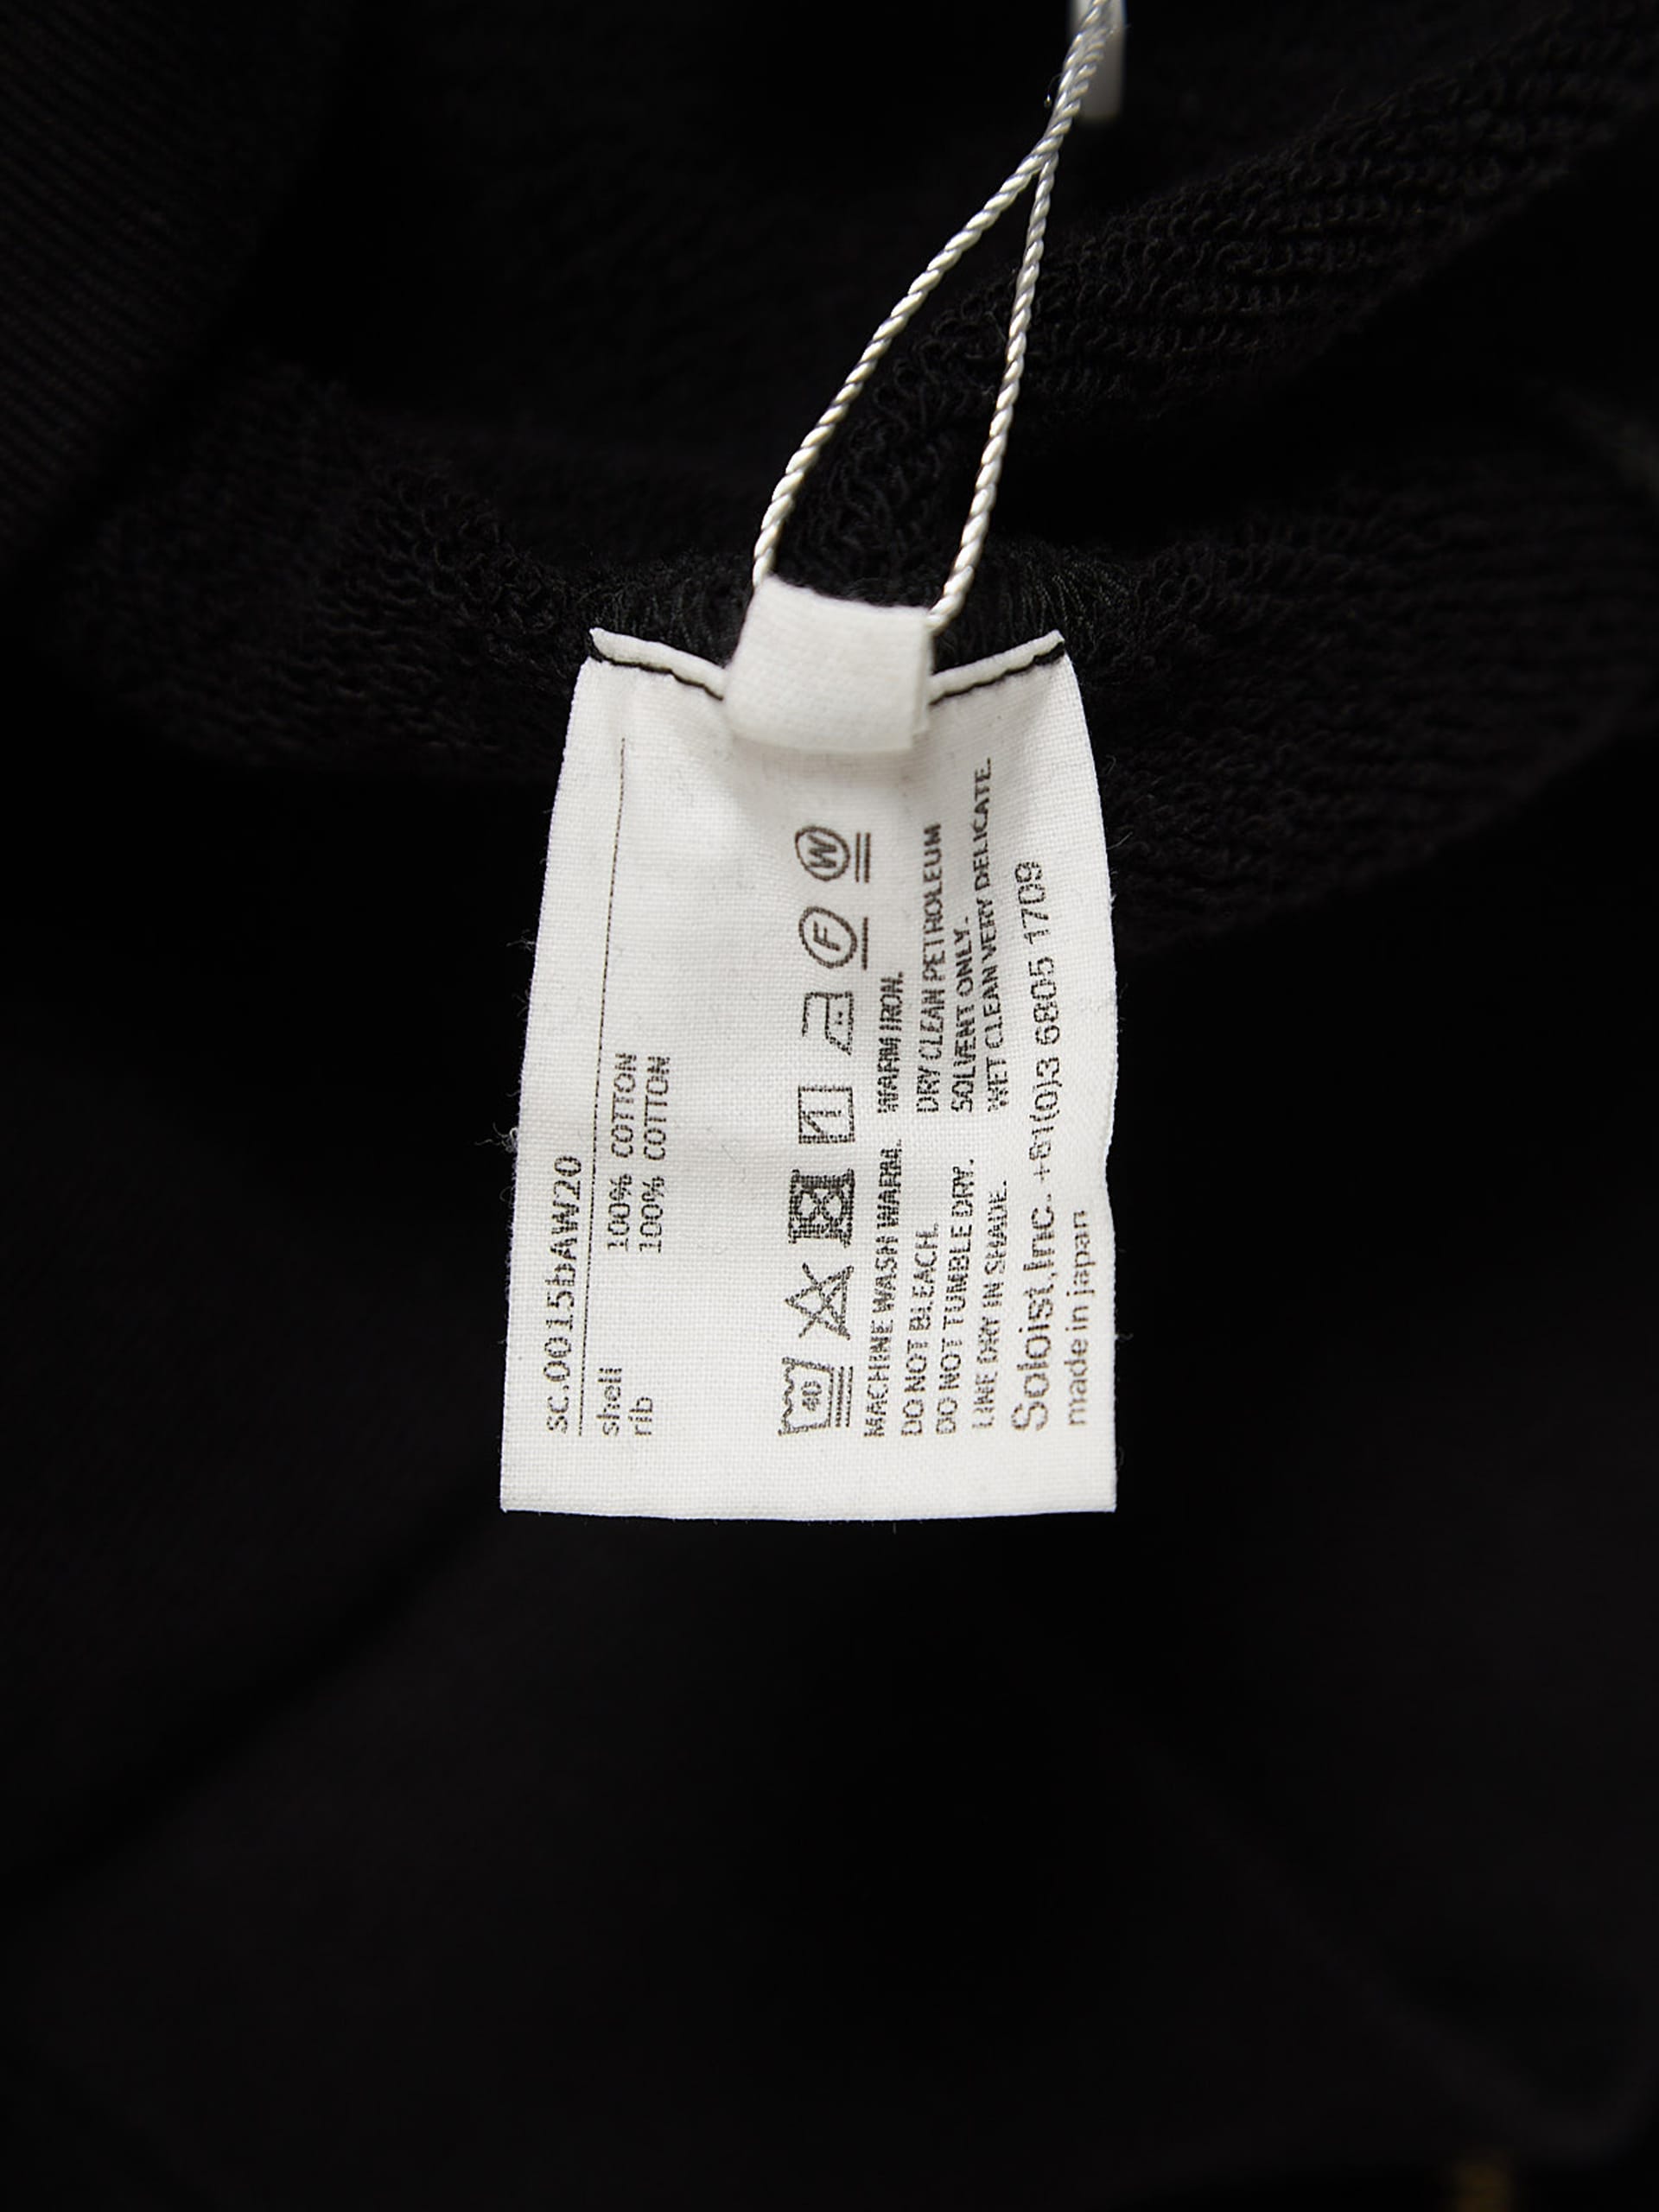 sc.0015bAW20
shell 100% COTTON
rib 100% COTTON
40 1 F W
MACHINE WASH WARM. WARM IRON.
DO NOT BLEACH. DRY CLEAN PETROLEUM
DO NOT TUMBLE DRY. SOLVENT ONLY.
LINE DRY IN SHADE. WET CLEAN VERY DELICATE.
Soloist,Inc. +81(0)3 6805 1709
made in japan